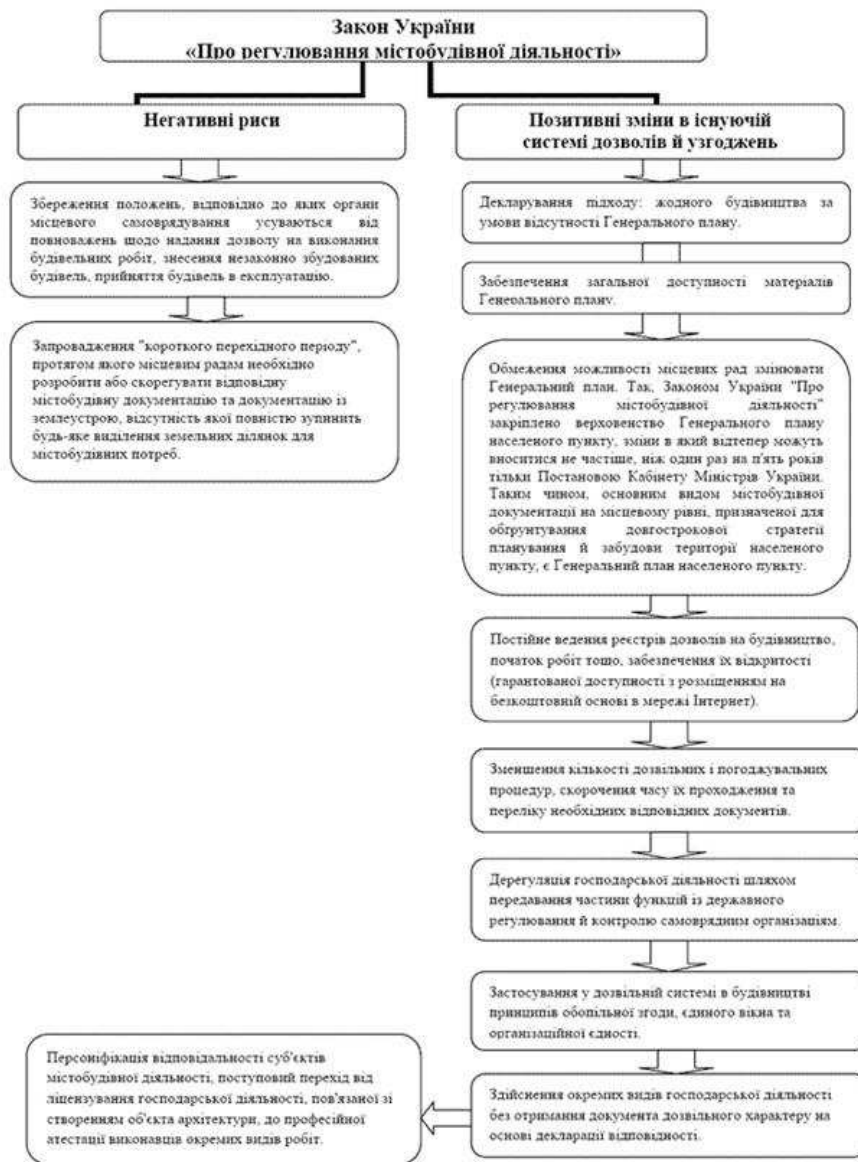 Закон України
«Про регулювання містобудівної діяльності»
Негативні риси
Збереження положень, відповідно до яких органи
місцевого самоврядування усуваються від
повноважень щодо надання дозволу на виконання
будівельних робіт, знесення незаконно збудованих
будівель, прийняття будівель в експлуатацію.
Запровадження "короткого перехідного періоду",
протягом якого місцевим радам необхідно
розробити або скорегувати відповідну
містобудівну документацію та документацію із
землеустрою, відсутність якої повністю зупинить
будь-яке виділення земельних ділянок для
містобудівних потреб.
Позитивні зміни в існуючій
системі дозволів й узгоджень
Декларування підходу: жодного будівництва за
умови відсутності Генерального плану.
Забезпечення загальної доступності матеріалів
Генерального плану.
Обмеження можливості місцевих рад змінювати
Генеральний план. Так, Законом України "Про
регулювання містобудівної діяльності"
закріплено верховенство Генерального плану
населеного пункту, зміни в який відтепер можуть
вноситися не частіше, ніж один раз на п'ять років
тільки Постановою Кабінету Міністрів України.
Таким чином, основним видом містобудівної
документації на місцевому рівні, призначеної для
обґрунтування довгострокової стратегії
планування й забудови території населеного
пункту, є Генеральний план населеного пункту.
Постійне ведення реєстрів дозволів на будівництво,
початок робіт тощо, забезпечення їх відкритості
(гарантованої доступності з розміщенням на
безкоштовній основі в мережі Інтернет).
Зменшення кількості дозвільних і погоджувальних
процедур, скорочення часу їх проходження та
переліку необхідних відповідних документів.
Дерегуляція господарської діяльності шляхом
передавання частини функцій із державного
регулювання й контролю самоврядним організаціям.
Застосування у дозвільній системі в будівництві
принципів обопільної згоди, єдиного вікна та
організаційної єдності.
Здійснення окремих видів господарської діяльності
без отримання документа дозвільного характеру на
основі декларації відповідності.
Персоніфікація відповідальності суб'єктів
містобудівної діяльності, поступовий перехід від
ліцензування господарської діяльності, пов'язаної зі
створенням об'єкта архітектури, до професійної
атестації виконавців окремих видів робіт.